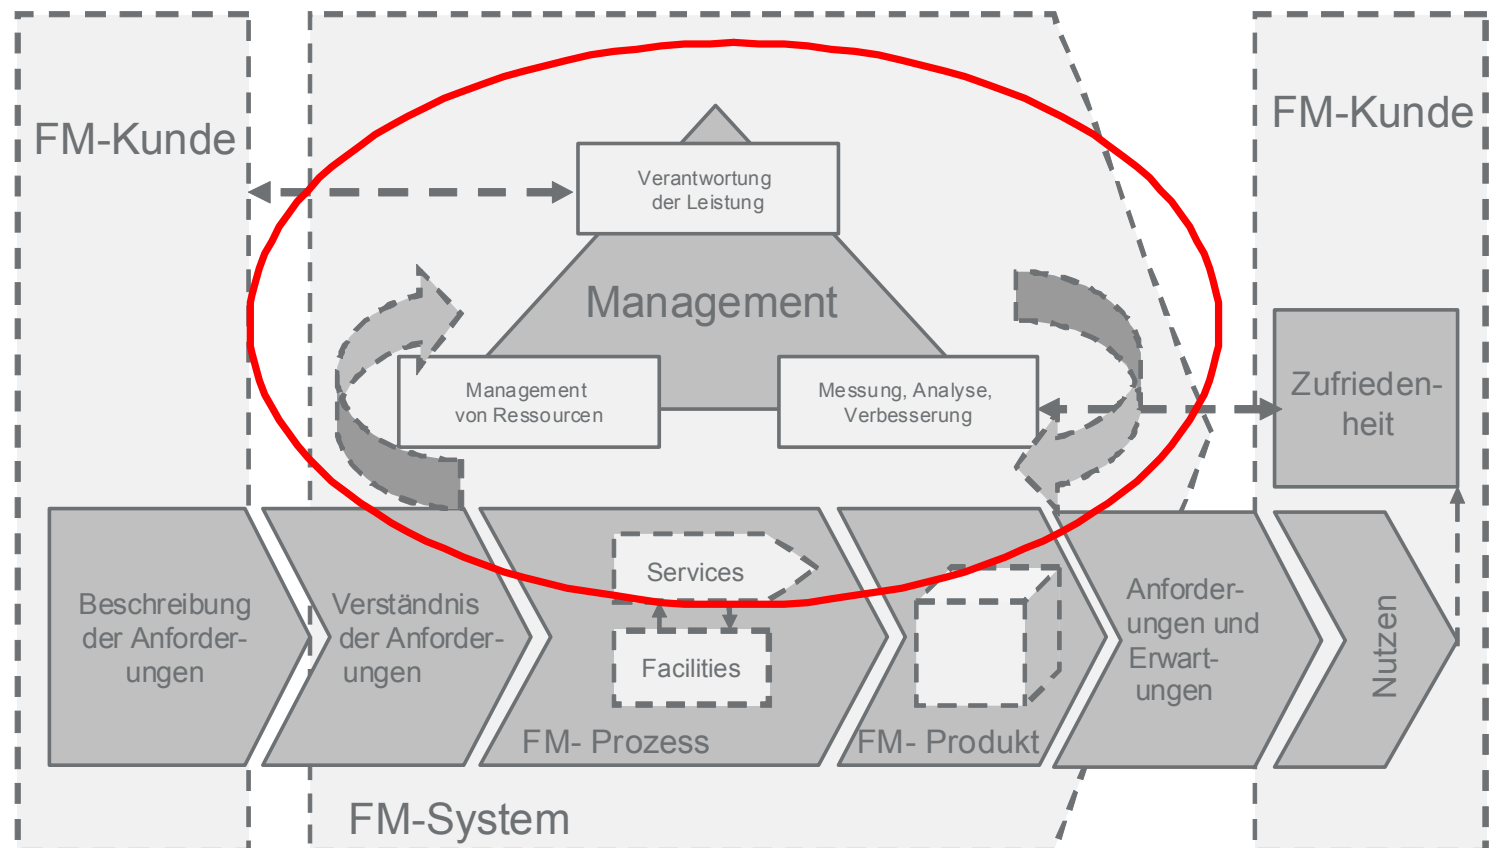 FM-Kunde
FM-Kunde
Verantwortung
der Leistung
Management
Management
von Ressourcen
Messung, Analyse,
Verbesserung
Zufrieden-
heit
Beschreibung
der Anforder-
ungen
Verständnis
der Anforder-
ungen
Services
Facilities
FM- Prozess
FM- Produkt
Anforder-
ungen und
Erwart-
ungen
Nutzen
FM-System